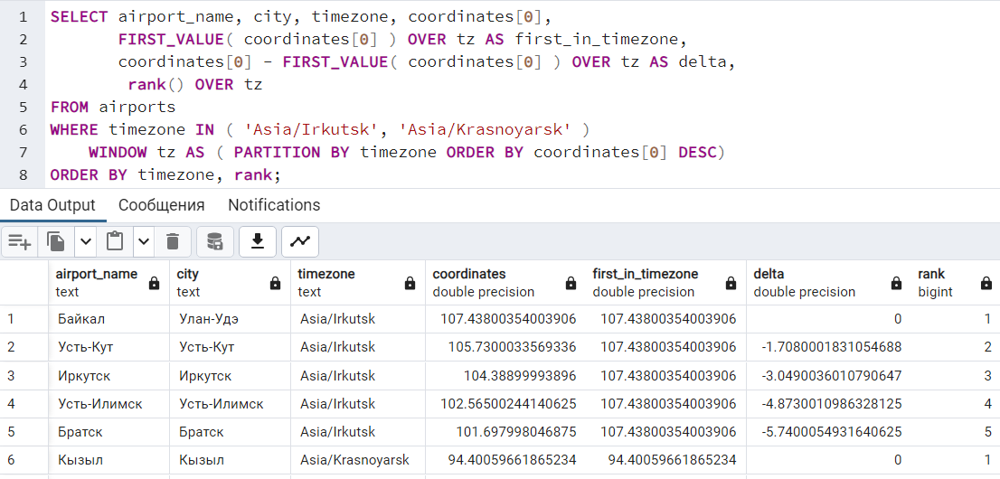 1 SELECT airport_name, city, timezone, coordinates[0],
2 FIRST_VALUE( coordinates[0] ) OVER tz AS first_in_timezone,
3 coordinates[0] - FIRST_VALUE( coordinates[0] ) OVER tz AS delta,
4 rank() OVER tz
5 FROM airports
6 WHERE timezone IN ( 'Asia/Irkutsk', 'Asia/Krasnoyarsk' )
7 WINDOW tz AS ( PARTITION BY timezone ORDER BY coordinates[0] DESC)
8 ORDER BY timezone, rank;
Data Output Сообщения Notifications
airport_name city timezone coordinates first_in_timezone delta rank
text text text double precision double precision double precision bigint
1 Байкал Улан-Удэ Asia/Irkutsk 107.43800354003906 107.43800354003906 0 1
2 Усть-Кут Усть-Кут Asia/Irkutsk 105.7300033569336 107.43800354003906 -1.7080001831054688 2
3 Иркутск Иркутск Asia/Irkutsk 104.38899993896 107.43800354003906 -3.0490036010790647 3
4 Усть-Илимск Усть-Илимск Asia/Irkutsk 102.56500244140625 107.43800354003906 -4.8730010986328125 4
5 Братск Братск Asia/Irkutsk 101.697998046875 107.43800354003906 -5.7400054931640625 5
6 Кызыл Кызыл Asia/Krasnoyarsk 94.40059661865234 94.40059661865234 0 1